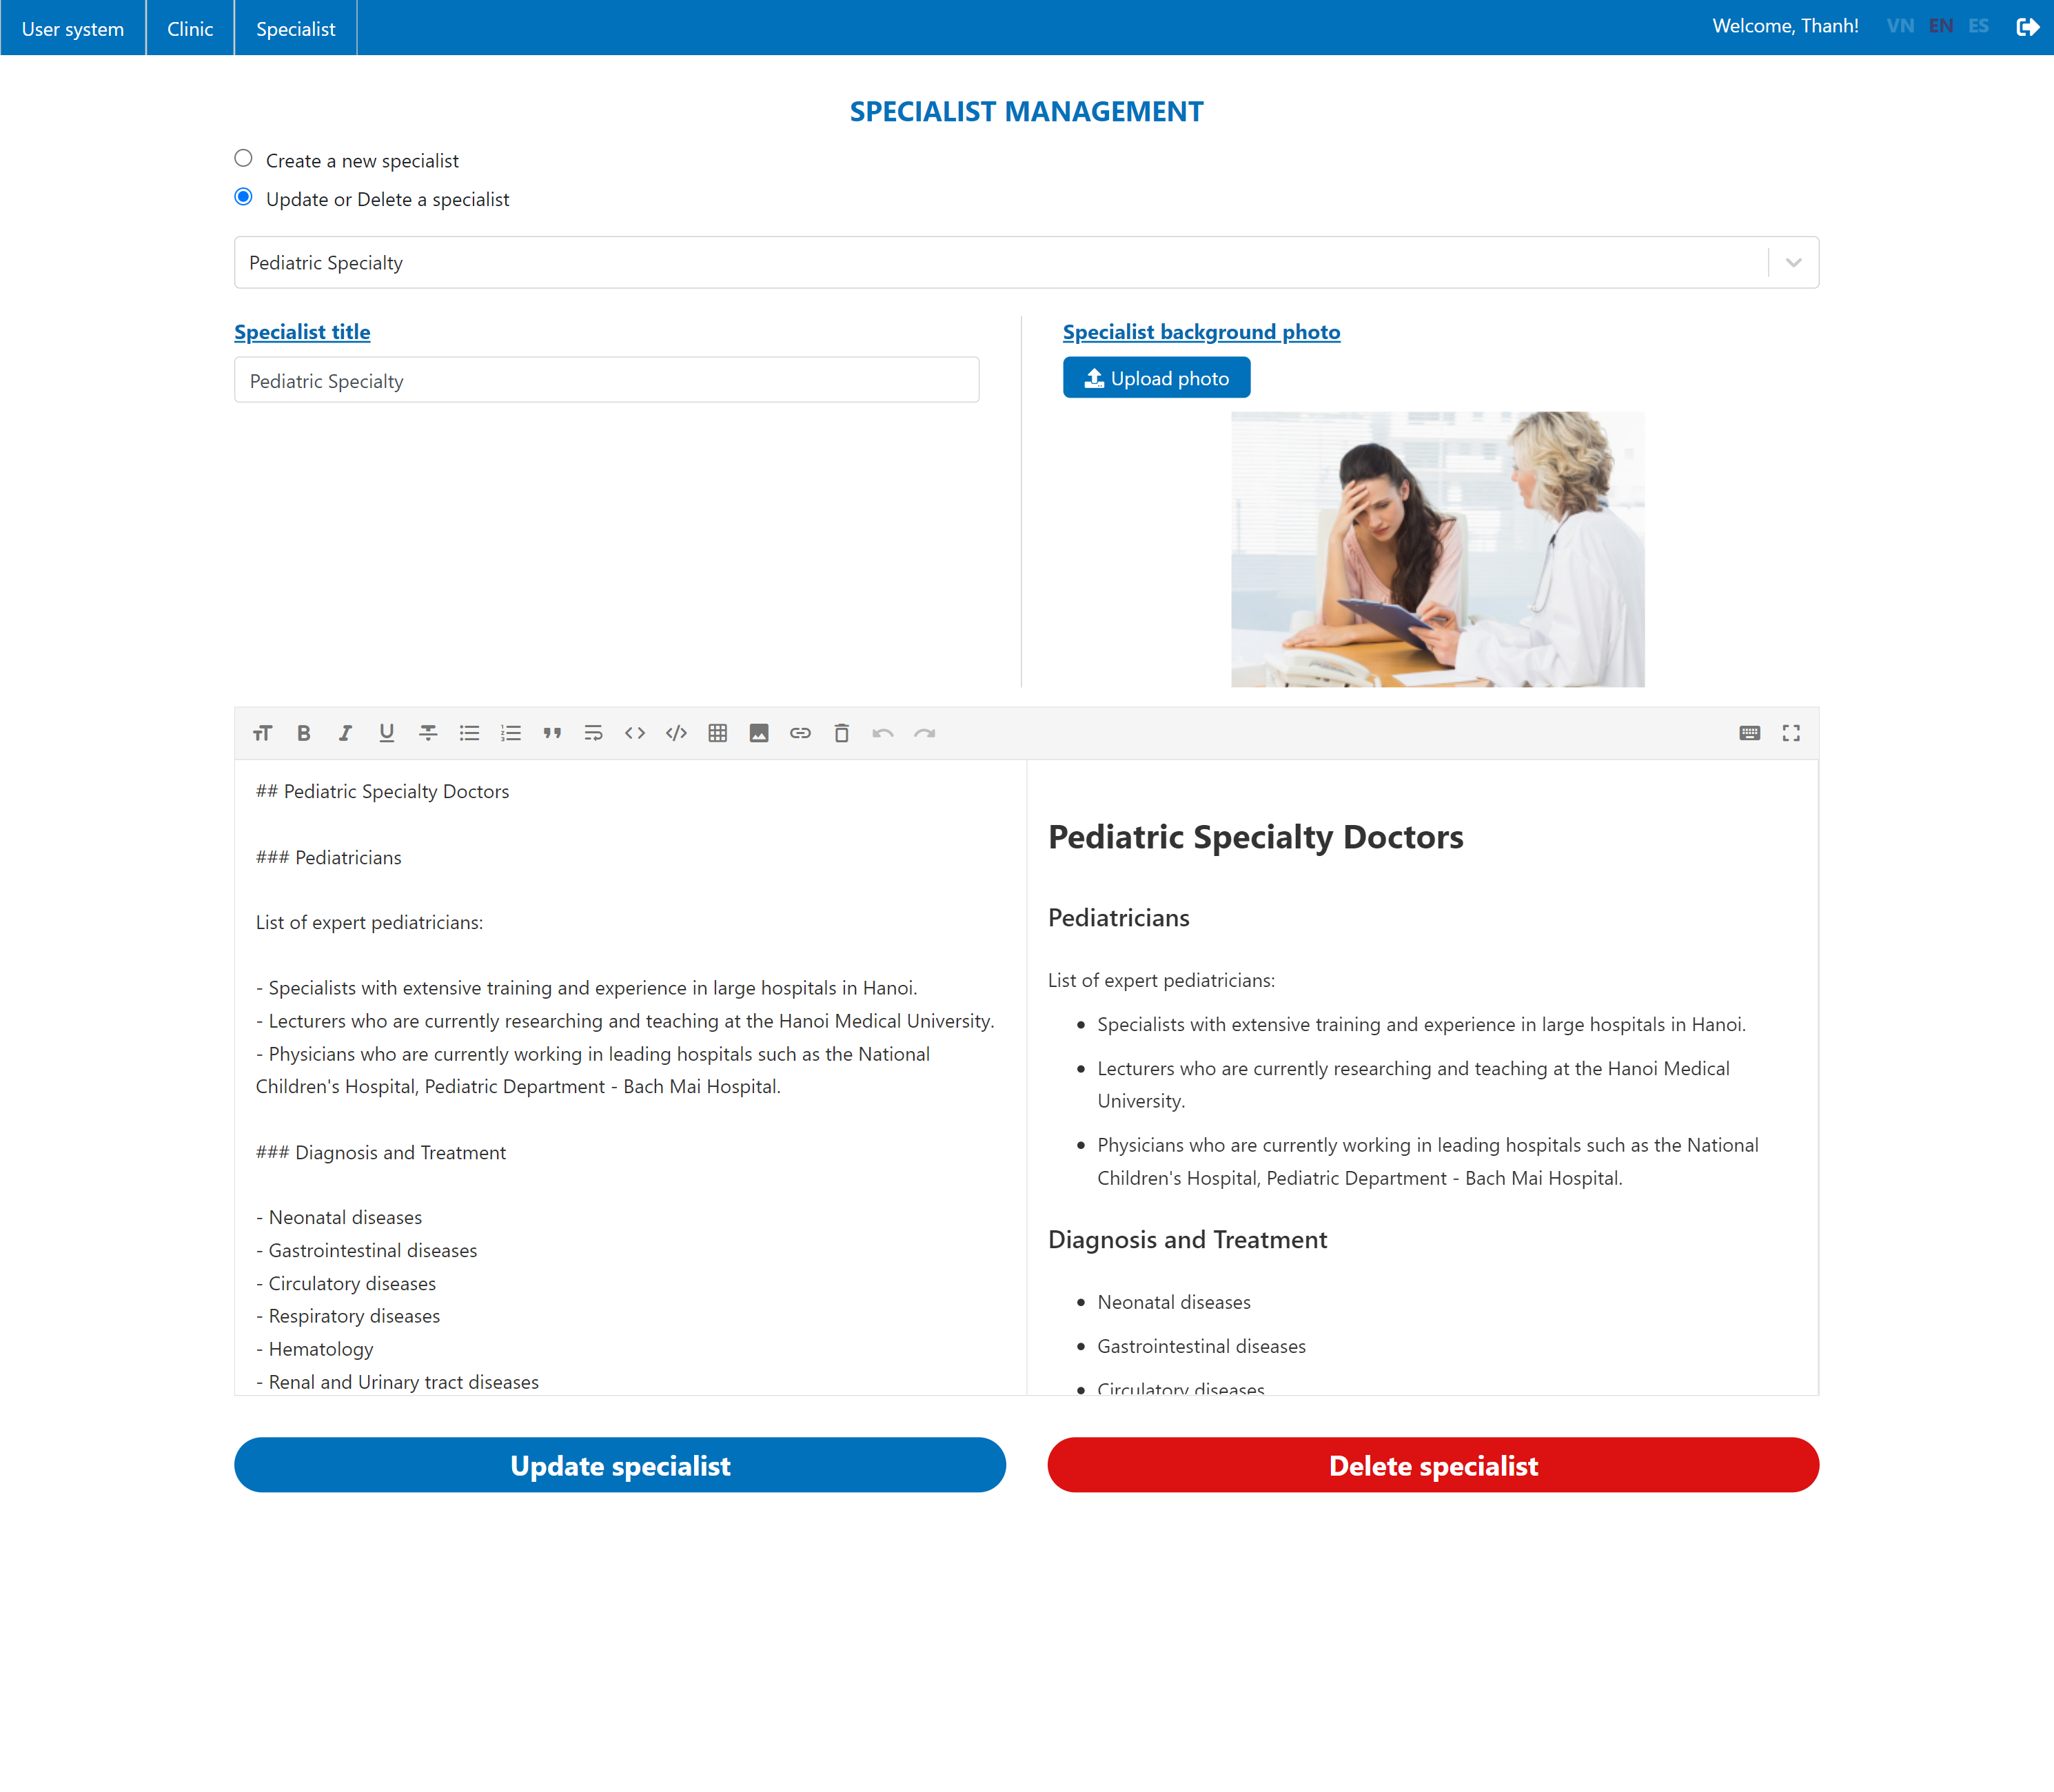 User system
Clinic
Specialist
Welcome, Thanh!
VN
EN
ES
SPECIALIST MANAGEMENT
Create a new specialist
Update or Delete a specialist
Pediatric Specialty
Specialist title
Pediatric Specialty
Specialist background photo
Upload photo
## Pediatric Specialty Doctors
### Pediatricians
List of expert pediatricians:
- Specialists with extensive training and experience in large hospitals in Hanoi.
- Lecturers who are currently researching and teaching at the Hanoi Medical University.
- Physicians who are currently working in leading hospitals such as the National
Children's Hospital, Pediatric Department - Bach Mai Hospital.
### Diagnosis and Treatment
- Neonatal diseases
- Gastrointestinal diseases
- Circulatory diseases
- Respiratory diseases
- Hematology
- Renal and Urinary tract diseases
Pediatric Specialty Doctors
Pediatricians
List of expert pediatricians:
• Specialists with extensive training and experience in large hospitals in Hanoi.
• Lecturers who are currently researching and teaching at the Hanoi Medical
University.
• Physicians who are currently working in leading hospitals such as the National
Children's Hospital, Pediatric Department - Bach Mai Hospital.
Diagnosis and Treatment
• Neonatal diseases
• Gastrointestinal diseases
• Circulatory diseases
Update specialist
Delete specialist